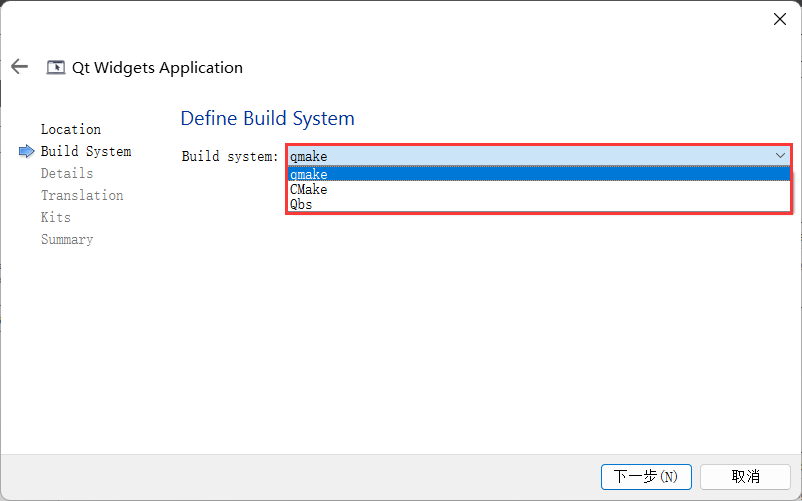 Qt Widgets Application
Define Build System
Location
Build System
Details
Translation
Kits
Summary
Build system: qmake
qmake
CMake
Qbs
下一步(N)
取消